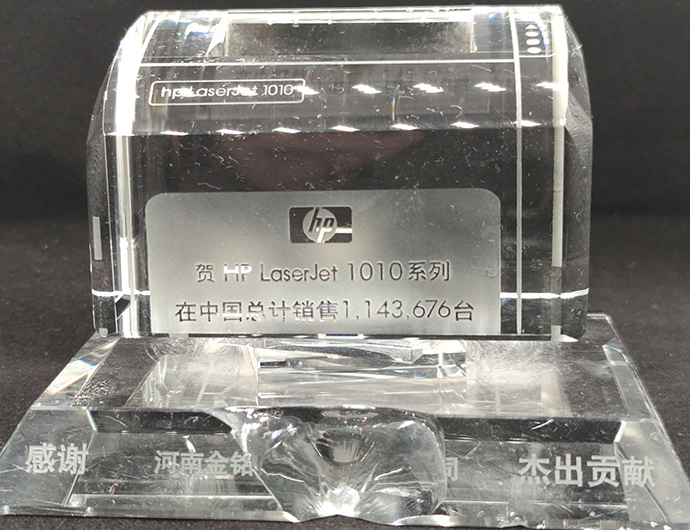 hp LaserJet 1010
hp
贺 HP LaserJet 1010系列
在中国总计销售1,143,676台
感谢 河南金铭 司 杰出贡献